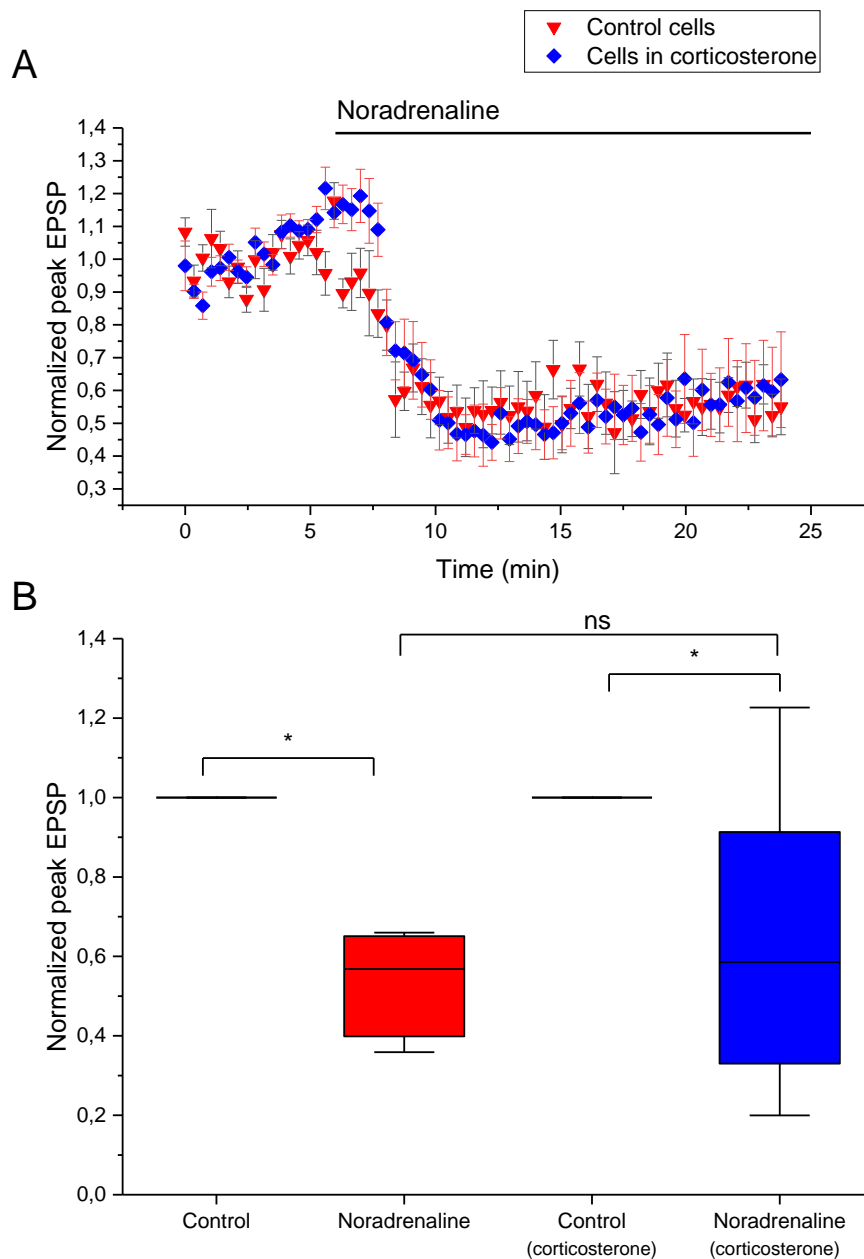 Control cells
Cells in corticosterone
A
Noradrenaline
1,4
1,3
1,2
1,1
1,0
0,9
0,8
0,7
0,6
0,5
0,4
0,3
Normalized peak EPSP
0 5 10 15 20 25
Time (min)
B
ns
*
*
1,4
1,2
1,0
0,8
0,6
0,4
0,2
0,0
Normalized peak EPSP
Control Noradrenaline Control Noradrenaline
(corticosterone) (corticosterone)